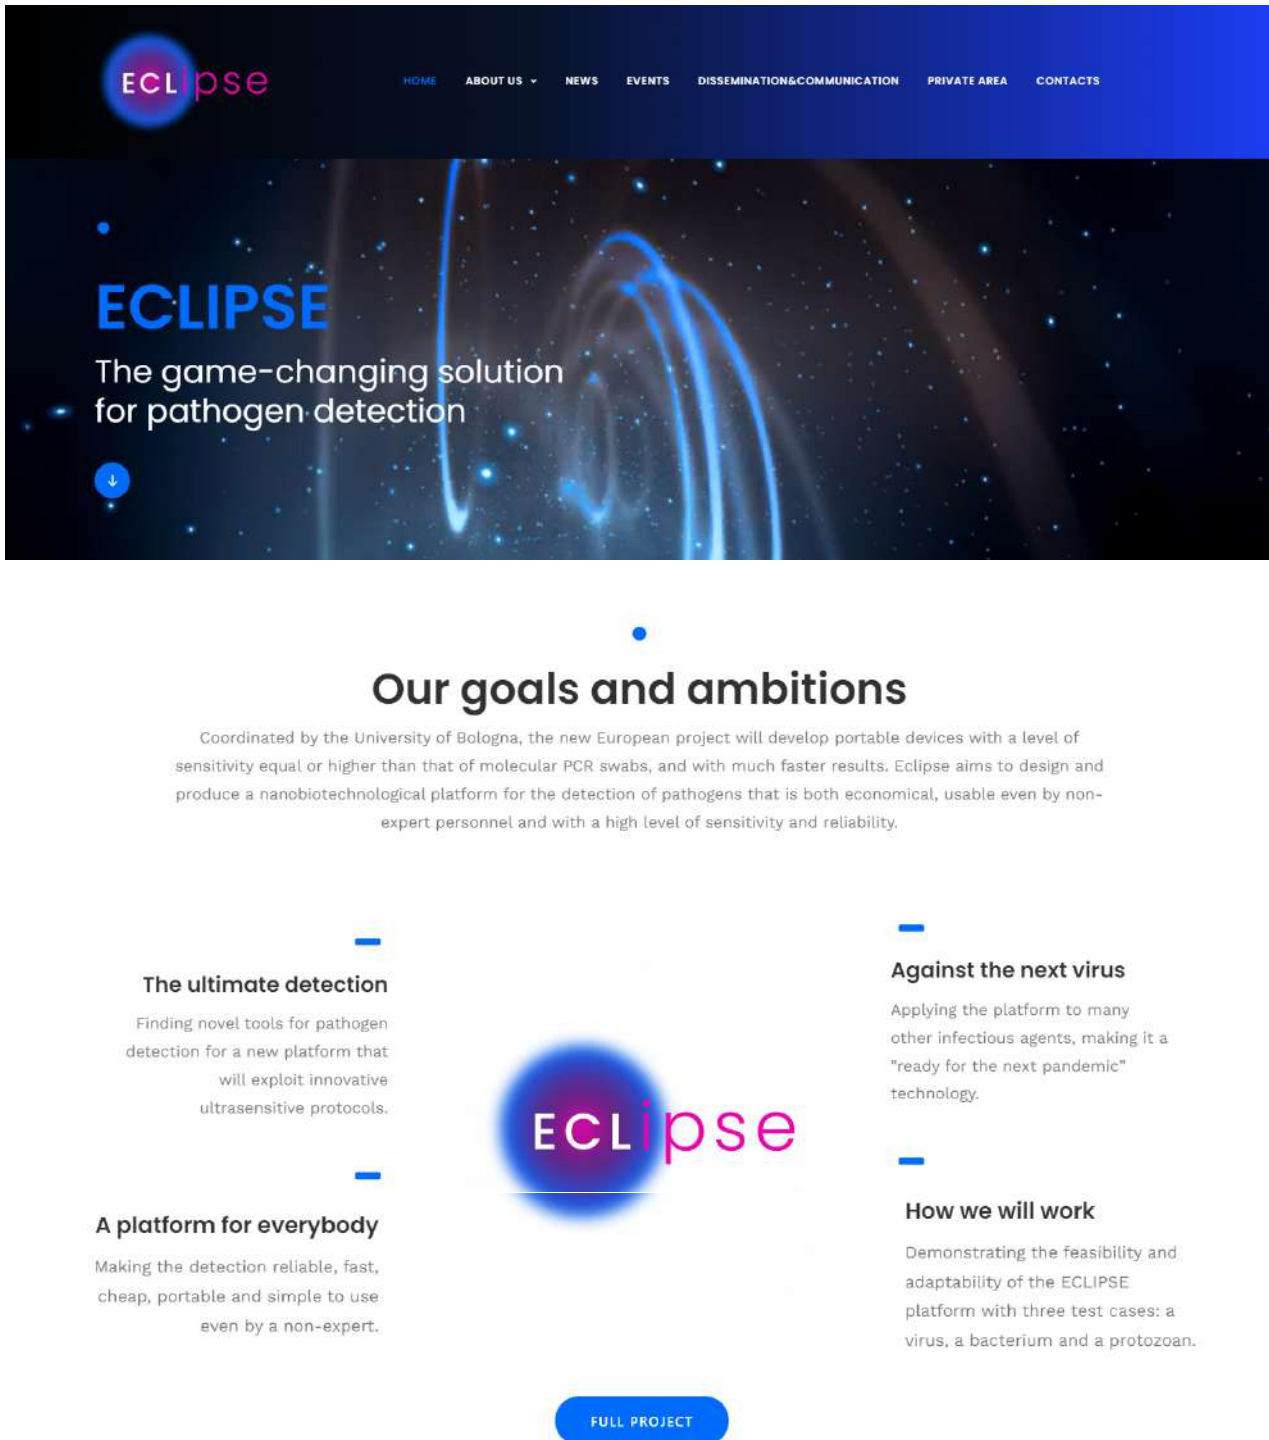 ECLipse
HOME ABOUT US NEWS EVENTS DISSEMINATION&COMMUNICATION PRIVATE AREA CONTACTS
ECLIPSE
The game-changing solution
for pathogen detection
Our goals and ambitions
Coordinated by the University of Bologna, the new European project will develop portable devices with a level of
sensitivity equal or higher than that of molecular PCR swabs, and with much faster results. Eclipse aims to design and
produce a nanobiotechnological platform for the detection of pathogens that is both economical, usable even by non-
expert personnel and with a high level of sensitivity and reliability.
The ultimate detection
Finding novel tools for pathogen
detection for a new platform that
will exploit innovative
ultrasensitive protocols.
A platform for everybody
Making the detection reliable, fast,
cheap, portable and simple to use
even by a non-expert.
ECLipse
Against the next virus
Applying the platform to many
other infectious agents, making it a
"ready for the next pandemic"
technology.
How we will work
Demonstrating the feasibility and
adaptability of the ECLIPSE
platform with three test cases: a
virus, a bacterium and a protozoan.
FULL PROJECT